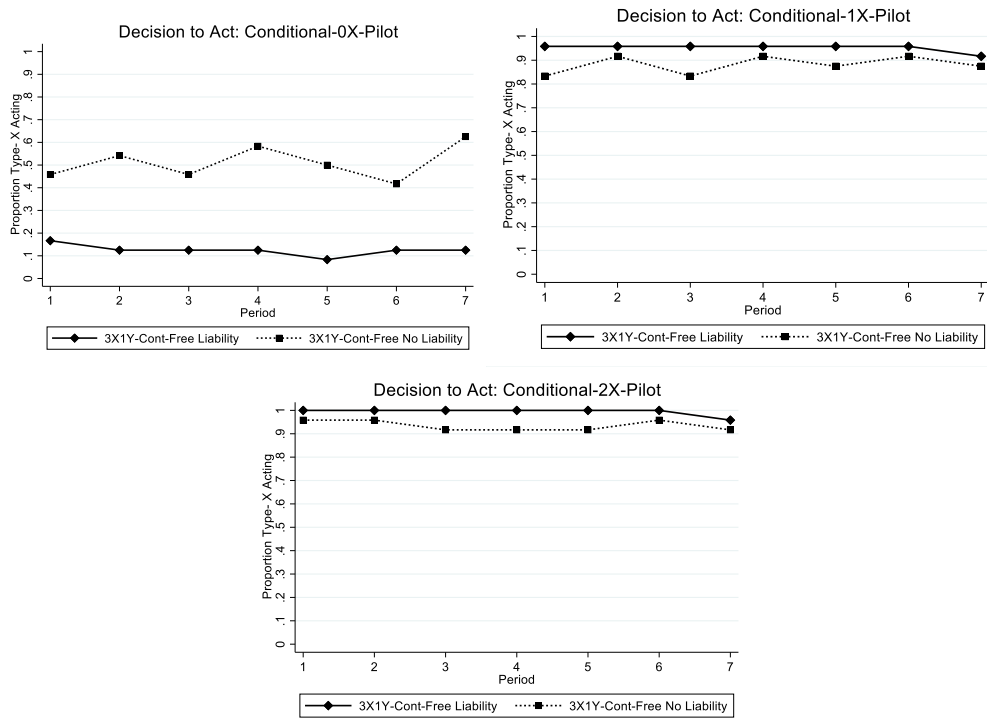 Decision to Act: Conditional-0X-Pilot
Proportion Type- X Acting
1
.9
.8
.7
.6
.5
.4
.3
.2
.1
0
1 2 3 4 5 6 7
Period
3X1Y-Cont-Free Liability 3X1Y-Cont-Free No Liability
Decision to Act: Conditional-1X-Pilot
Proportion Type- X Acting
1
.9
.8
.7
.6
.5
.4
.3
.2
.1
0
1 2 3 4 5 6 7
Period
3X1Y-Cont-Free Liability 3X1Y-Cont-Free No Liability
Decision to Act: Conditional-2X-Pilot
Proportion Type- X Acting
1
.9
.8
.7
.6
.5
.4
.3
.2
.1
0
1 2 3 4 5 6 7
Period
3X1Y-Cont-Free Liability 3X1Y-Cont-Free No Liability